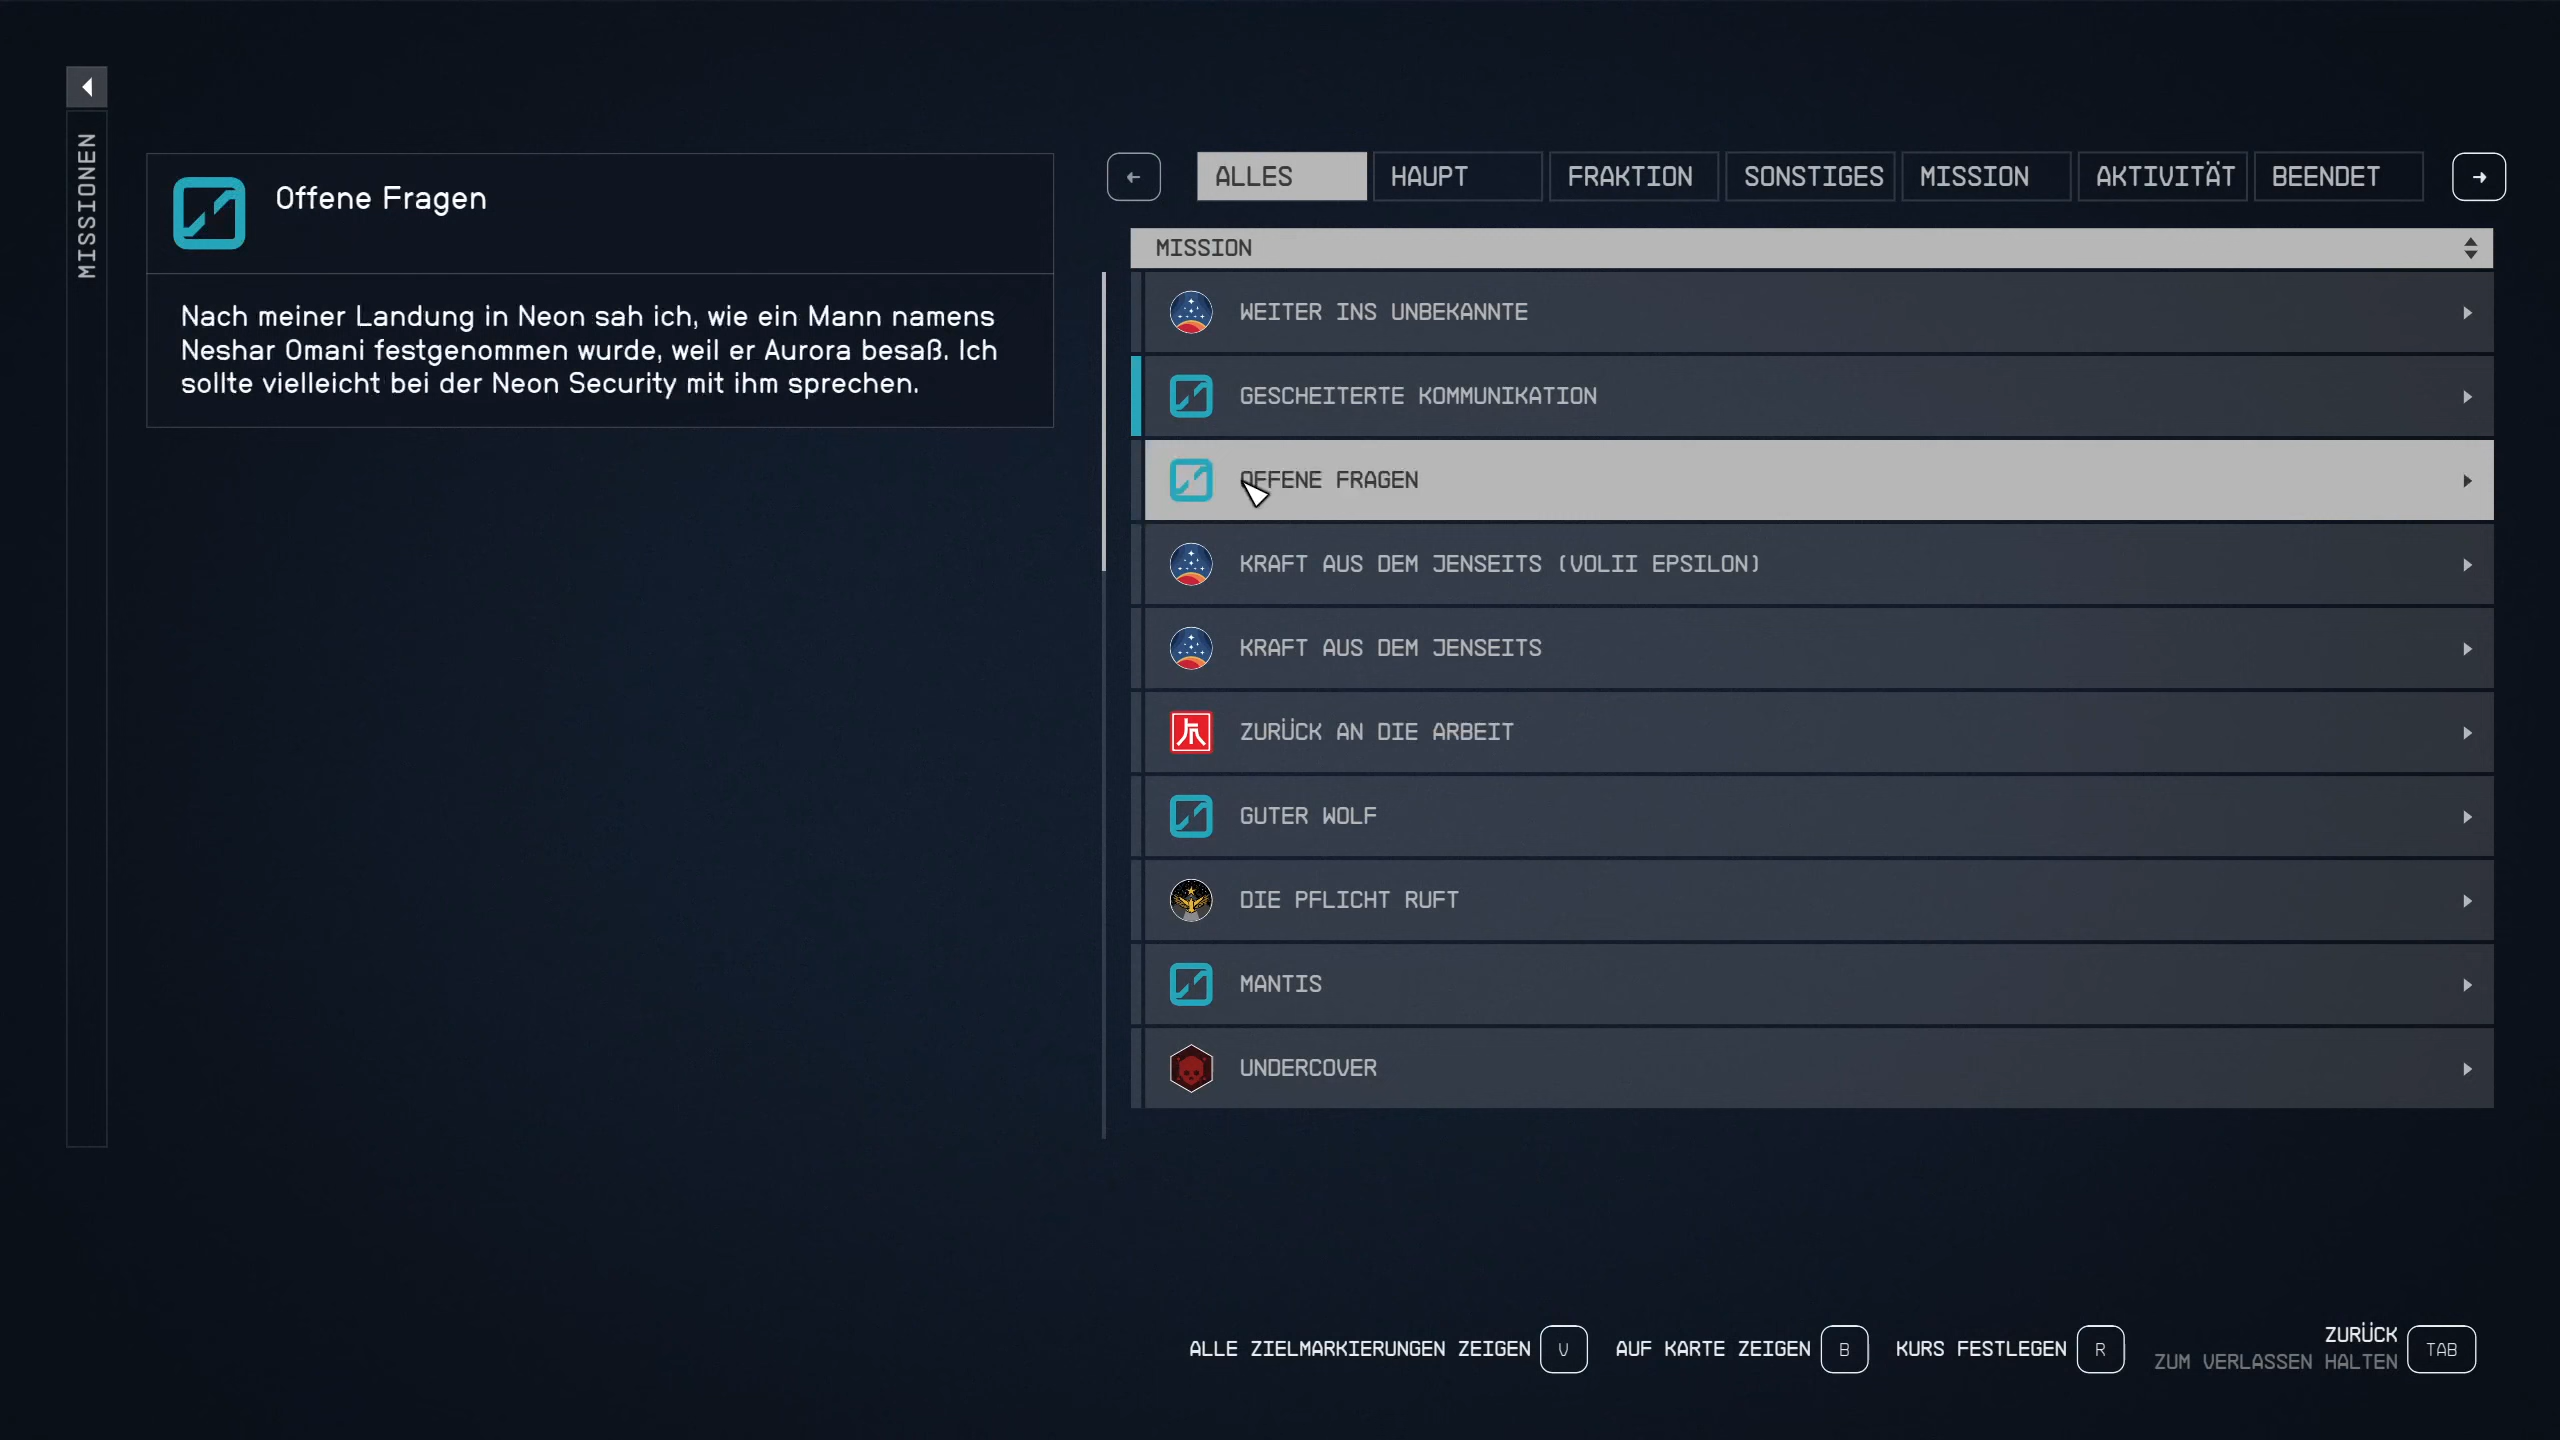 MISSIONEN
Offene Fragen
Nach meiner Landung in Neon sah ich, wie ein Mann namens
Neshar Omani festgenommen wurde, weil er Aurora besaß. Ich
sollte vielleicht bei der Neon Security mit ihm sprechen.
ALLES HAUPT FRAKTION SONSTIGES MISSION AKTIVITÄT BEENDET
MISSION
WEITER INS UNBEKANNTE
GESCHEITERTE KOMMUNIKATION
OFFENE FRAGEN
KRAFT AUS DEM JENSEITS (VOLII EPSILON)
KRAFT AUS DEM JENSEITS
ZURÜCK AN DIE ARBEIT
GUTER WOLF
DIE PFLICHT RUFT
MANTIS
UNDERCOVER
ALLE ZIELMARKIERUNGEN ZEIGEN V AUF KARTE ZEIGEN B KURS FESTLEGEN R ZURÜCK TAB
ZUM VERLASSEN HALTEN